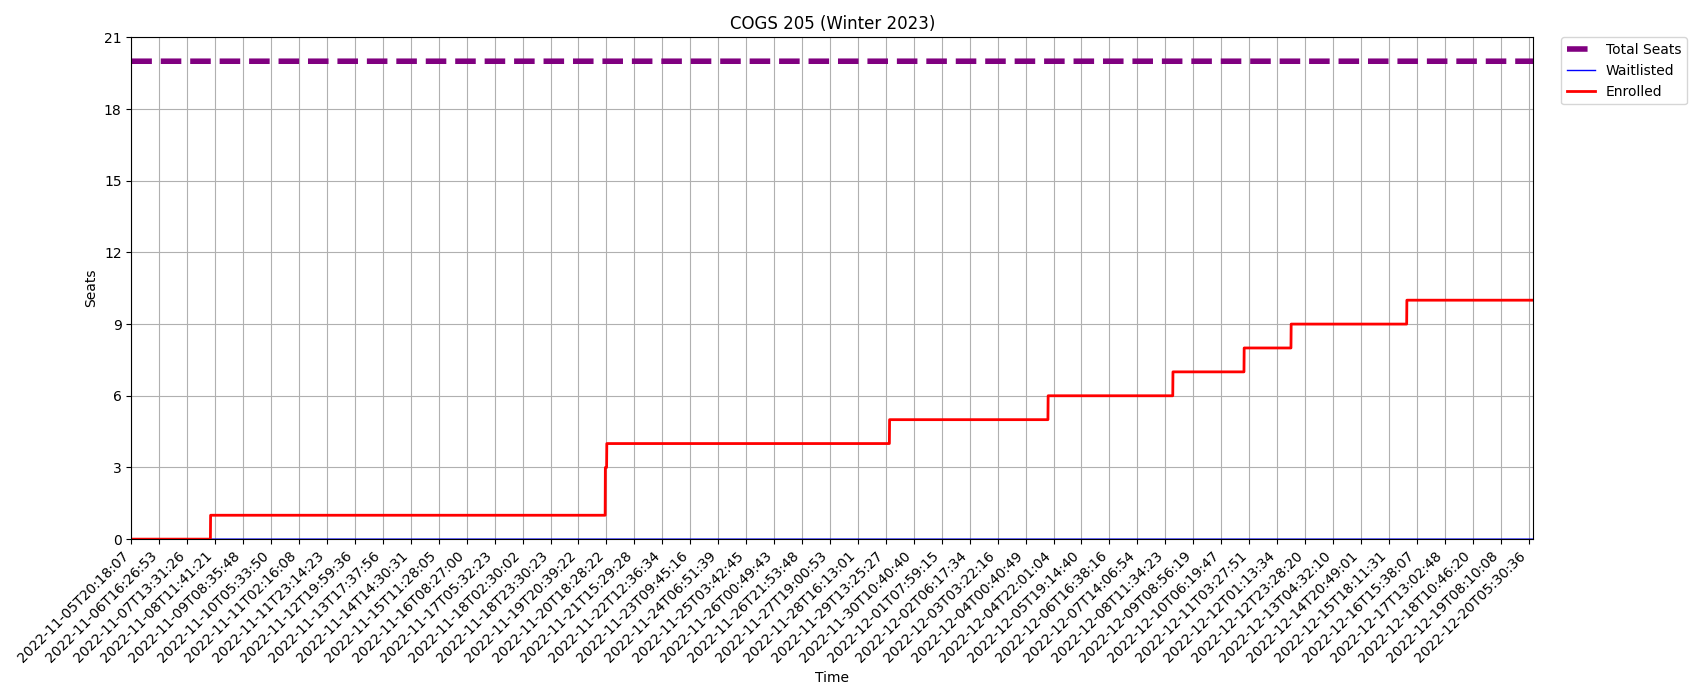 COGS 205 (Winter 2023)
Total Seats
Waitlisted
Enrolled
Seats
21
18
15
12
9
6
3
0
2022-11-05T20:18:07
2022-11-06T16:26:53
2022-11-07T13:31:26
2022-11-08T11:41:21
2022-11-09T08:35:48
2022-11-10T05:33:50
2022-11-11T02:16:08
2022-11-11T23:14:23
2022-11-12T19:59:36
2022-11-13T17:37:56
2022-11-14T14:30:31
2022-11-15T11:28:05
2022-11-16T08:27:00
2022-11-17T05:32:23
2022-11-18T02:30:02
2022-11-18T23:30:23
2022-11-19T20:39:22
2022-11-20T18:28:22
2022-11-21T15:29:28
2022-11-22T12:36:34
2022-11-23T09:45:16
2022-11-24T06:51:39
2022-11-25T03:42:45
2022-11-26T00:49:43
2022-11-26T21:53:48
2022-11-27T19:00:53
2022-11-28T16:13:01
2022-11-29T13:25:27
2022-11-30T10:40:40
2022-12-01T07:59:15
2022-12-02T06:17:34
2022-12-03T03:22:16
2022-12-04T00:40:49
2022-12-04T22:01:04
2022-12-05T19:14:40
2022-12-06T16:38:16
2022-12-07T14:06:54
2022-12-08T11:34:23
2022-12-09T08:56:19
2022-12-10T06:19:47
2022-12-11T03:27:51
2022-12-12T01:13:34
2022-12-12T23:28:20
2022-12-13T04:32:10
2022-12-14T20:49:01
2022-12-15T18:11:31
2022-12-16T15:38:07
2022-12-17T13:02:48
2022-12-18T10:46:20
2022-12-19T08:10:08
2022-12-20T05:30:36
Time